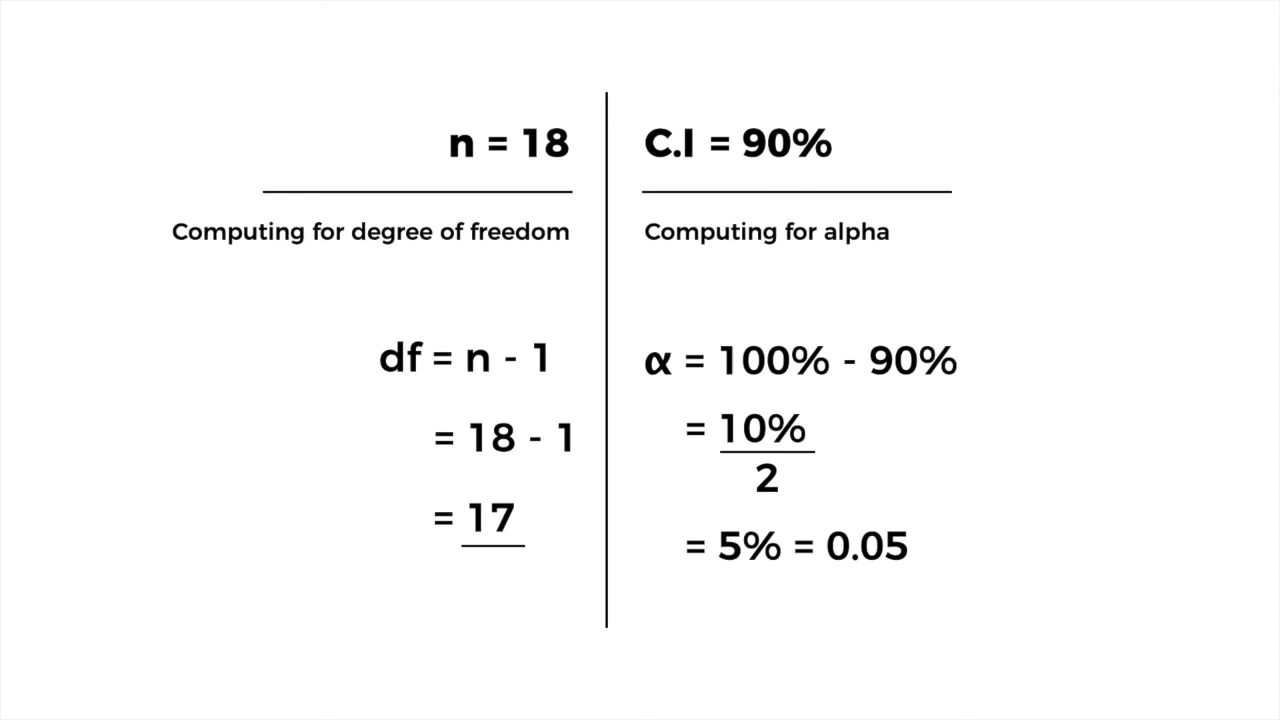 n = 18
Computing for degree of freedom
df = n - 1
= 18 - 1
= 17
C.I = 90%
Computing for alpha
α = 100% - 90%
= 10%
2
= 5% = 0.05